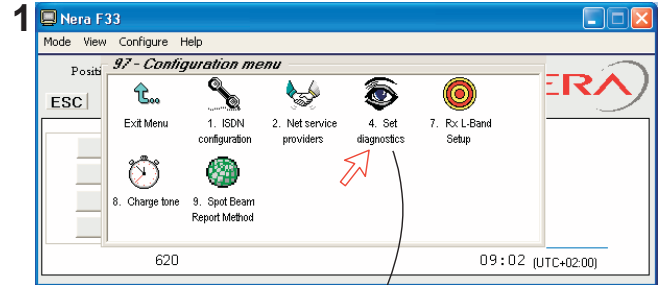 1
Nera F33
Mode View Configure Help
97 - Configuration menu
Positi
ESC
ERA
Exit Menu
1. ISDN configuration
2. Net service providers
4. Set diagnostics
7. Rx L-Band Setup
8. Charge tone
9. Spot Beam Report Method
620
09:02 (UTC+02:00)